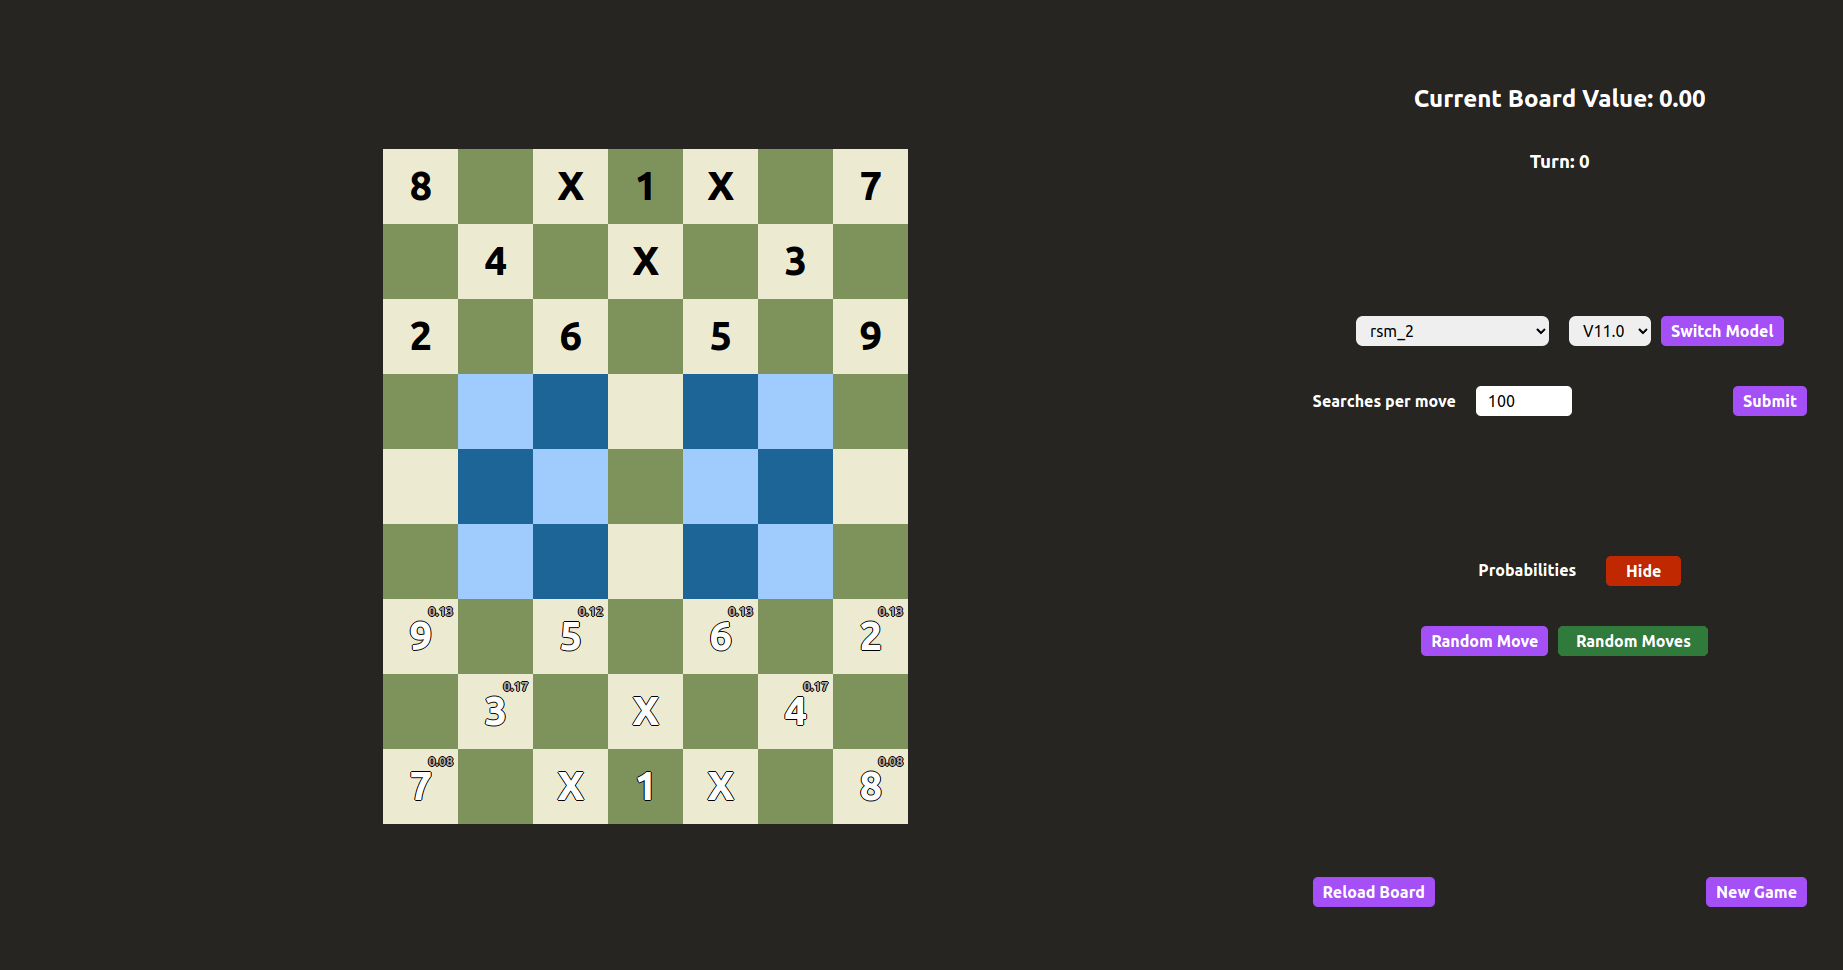 Current Board Value: 0.00
Turn: 0
8 X 1 X 7
4 X 3
2 6 5 9
rsm_2 V11.0 Switch Model
Searches per move 100 Submit
Probabilities Hide
0.13 0.12 0.13 0.13
9 5 6 2
Random Move Random Moves
0.17 0.17
3 X 4
0.08 0.08
7 X 1 X 8
Reload Board New Game